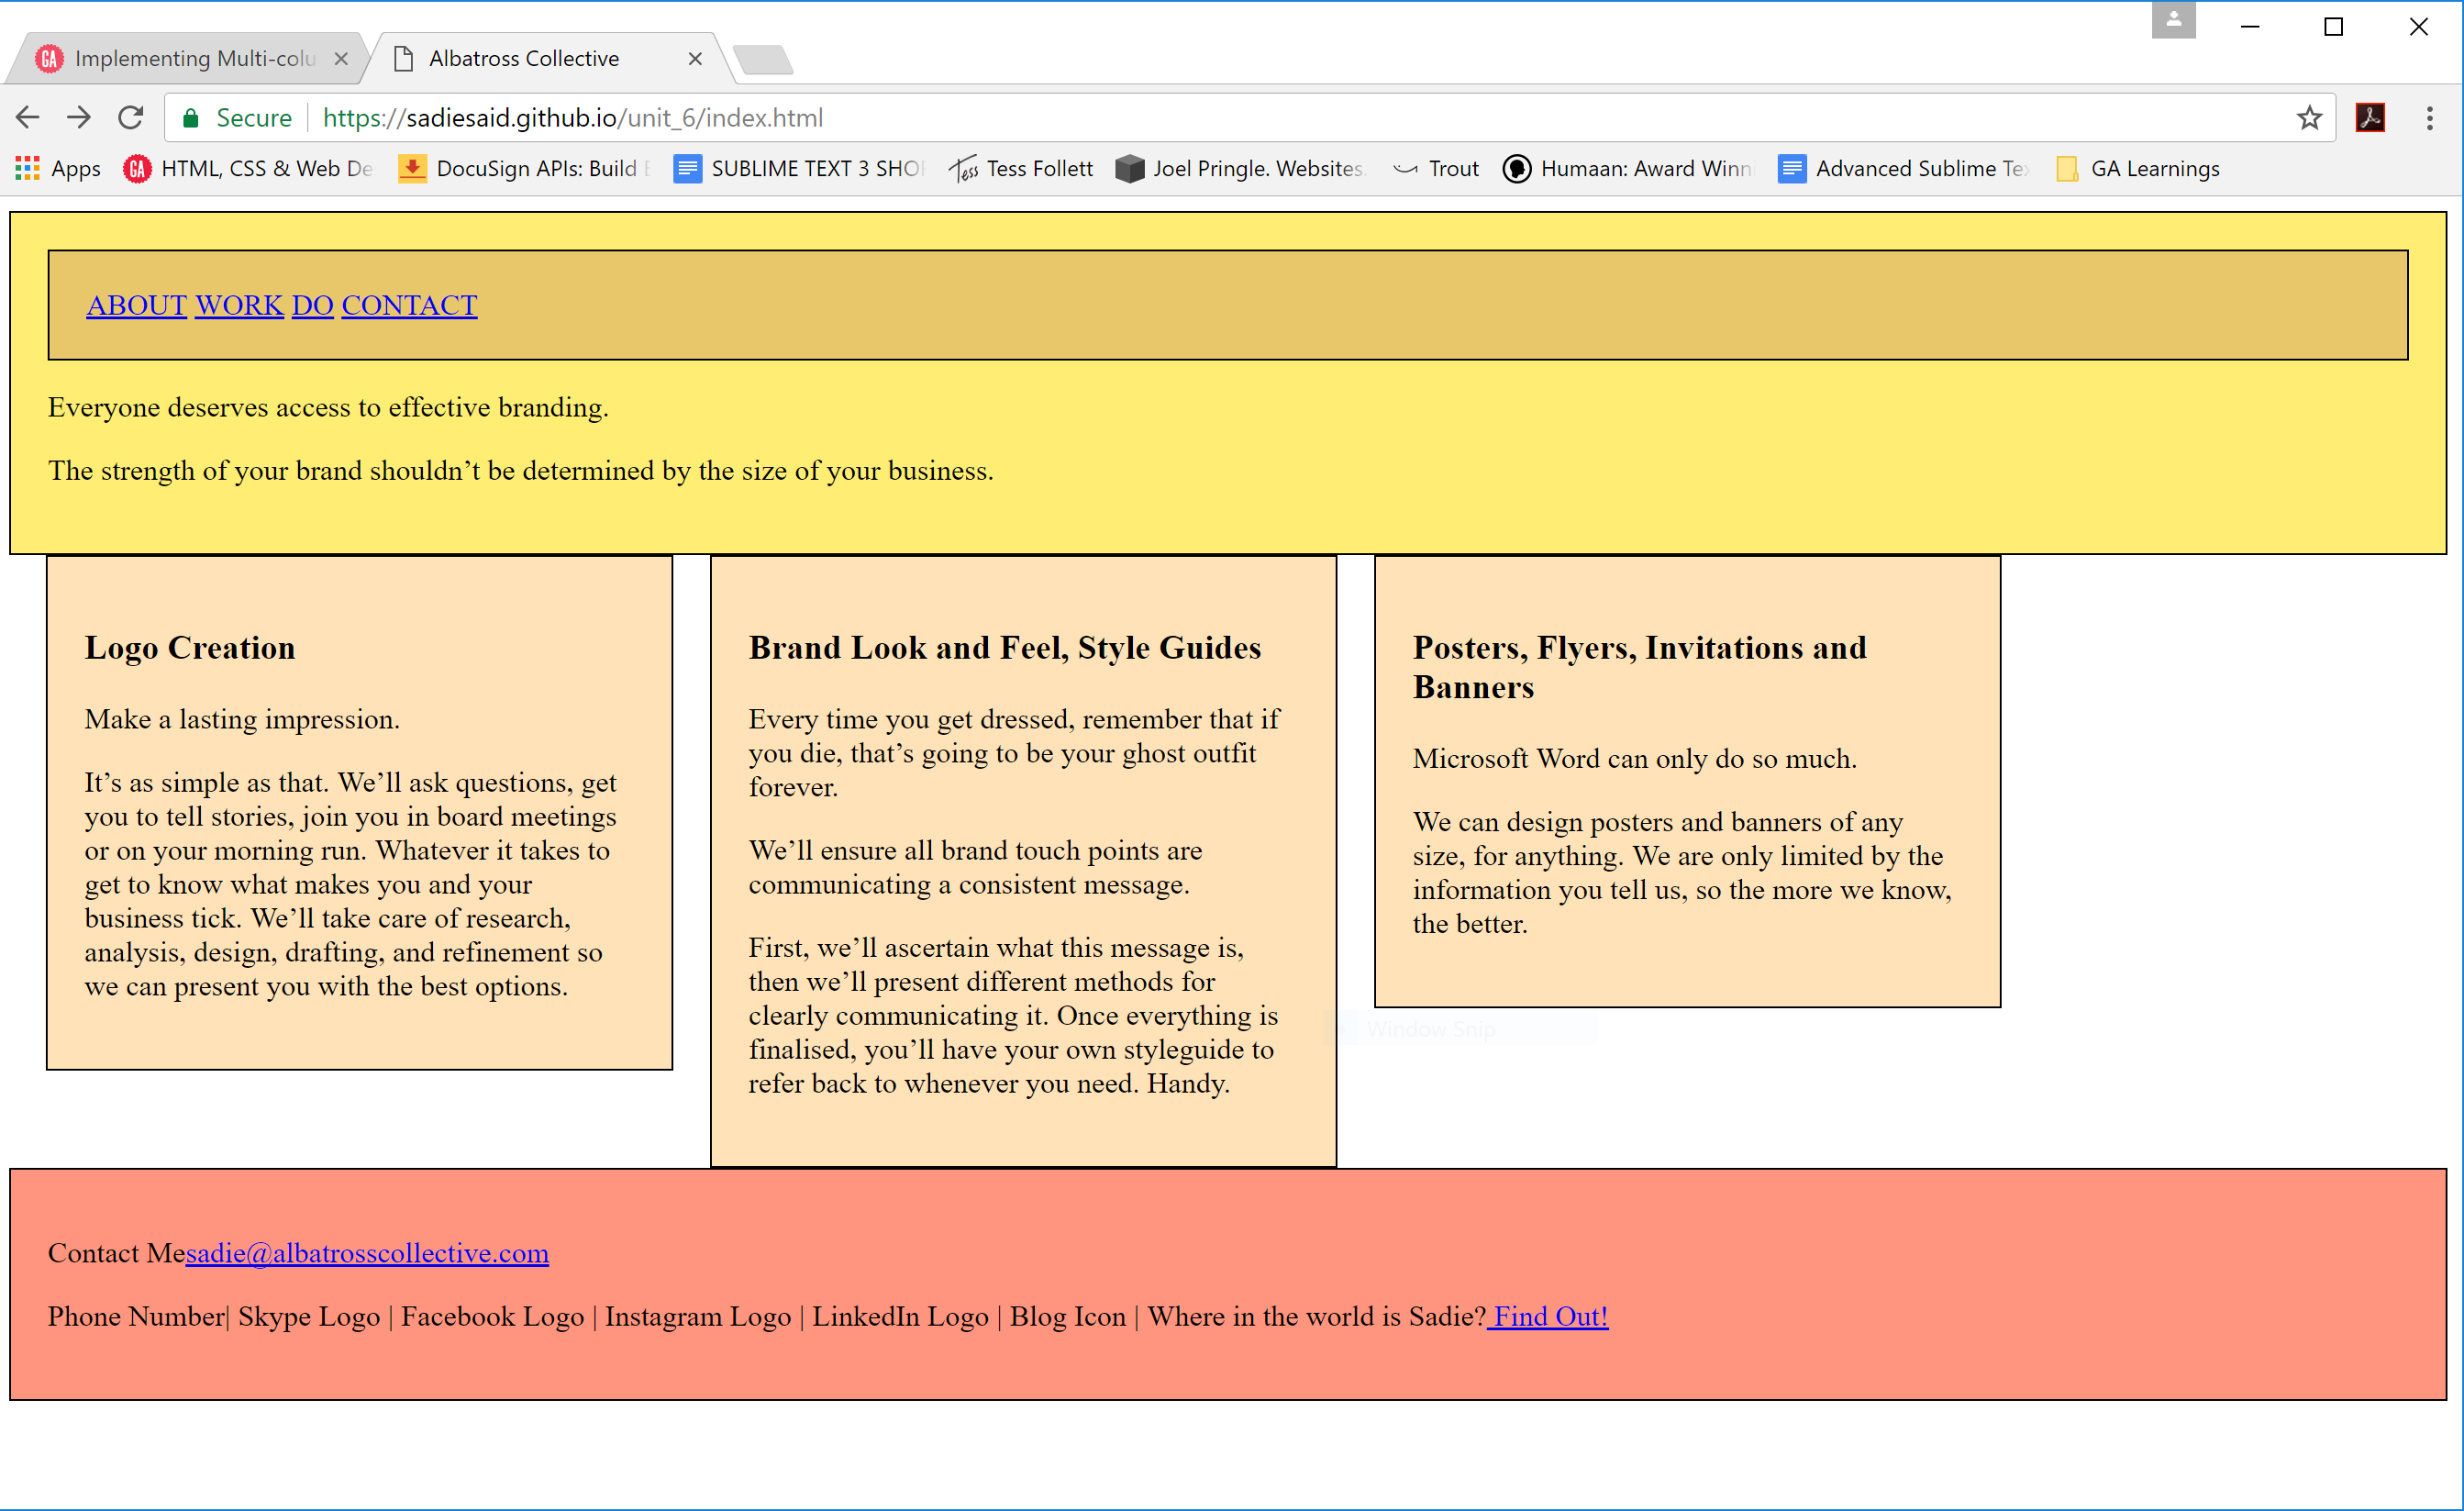 Implementing Multi-colu
Albatross Collective
Secure https://sadiesaid.github.io/unit_6/index.html
Apps GA HTML, CSS & Web De DocuSign APIs: Build SUBLIME TEXT 3 SHO Tess Tess Follett Joel Pringle. Websites. Trout Humaan: Award Winn Advanced Sublime Te GA Learnings
ABOUT WORK DO CONTACT
Everyone deserves access to effective branding.
The strength of your brand shouldn’t be determined by the size of your business.
Logo Creation
Make a lasting impression.
It’s as simple as that. We’ll ask questions, get
you to tell stories, join you in board meetings
or on your morning run. Whatever it takes to
get to know what makes you and your
business tick. We’ll take care of research,
analysis, design, drafting, and refinement so
we can present you with the best options.
Brand Look and Feel, Style Guides
Every time you get dressed, remember that if
you die, that’s going to be your ghost outfit
forever.
We’ll ensure all brand touch points are
communicating a consistent message.
First, we’ll ascertain what this message is,
then we’ll present different methods for
clearly communicating it. Once everything is
finalised, you’ll have your own styleguide to
refer back to whenever you need. Handy.
Posters, Flyers, Invitations and
Banners
Microsoft Word can only do so much.
We can design posters and banners of any
size, for anything. We are only limited by the
information you tell us, so the more we know,
the better.
Window Snip
Contact Mesadie@albatrosscollective.com
Phone Number| Skype Logo | Facebook Logo | Instagram Logo | LinkedIn Logo | Blog Icon | Where in the world is Sadie? Find Out!